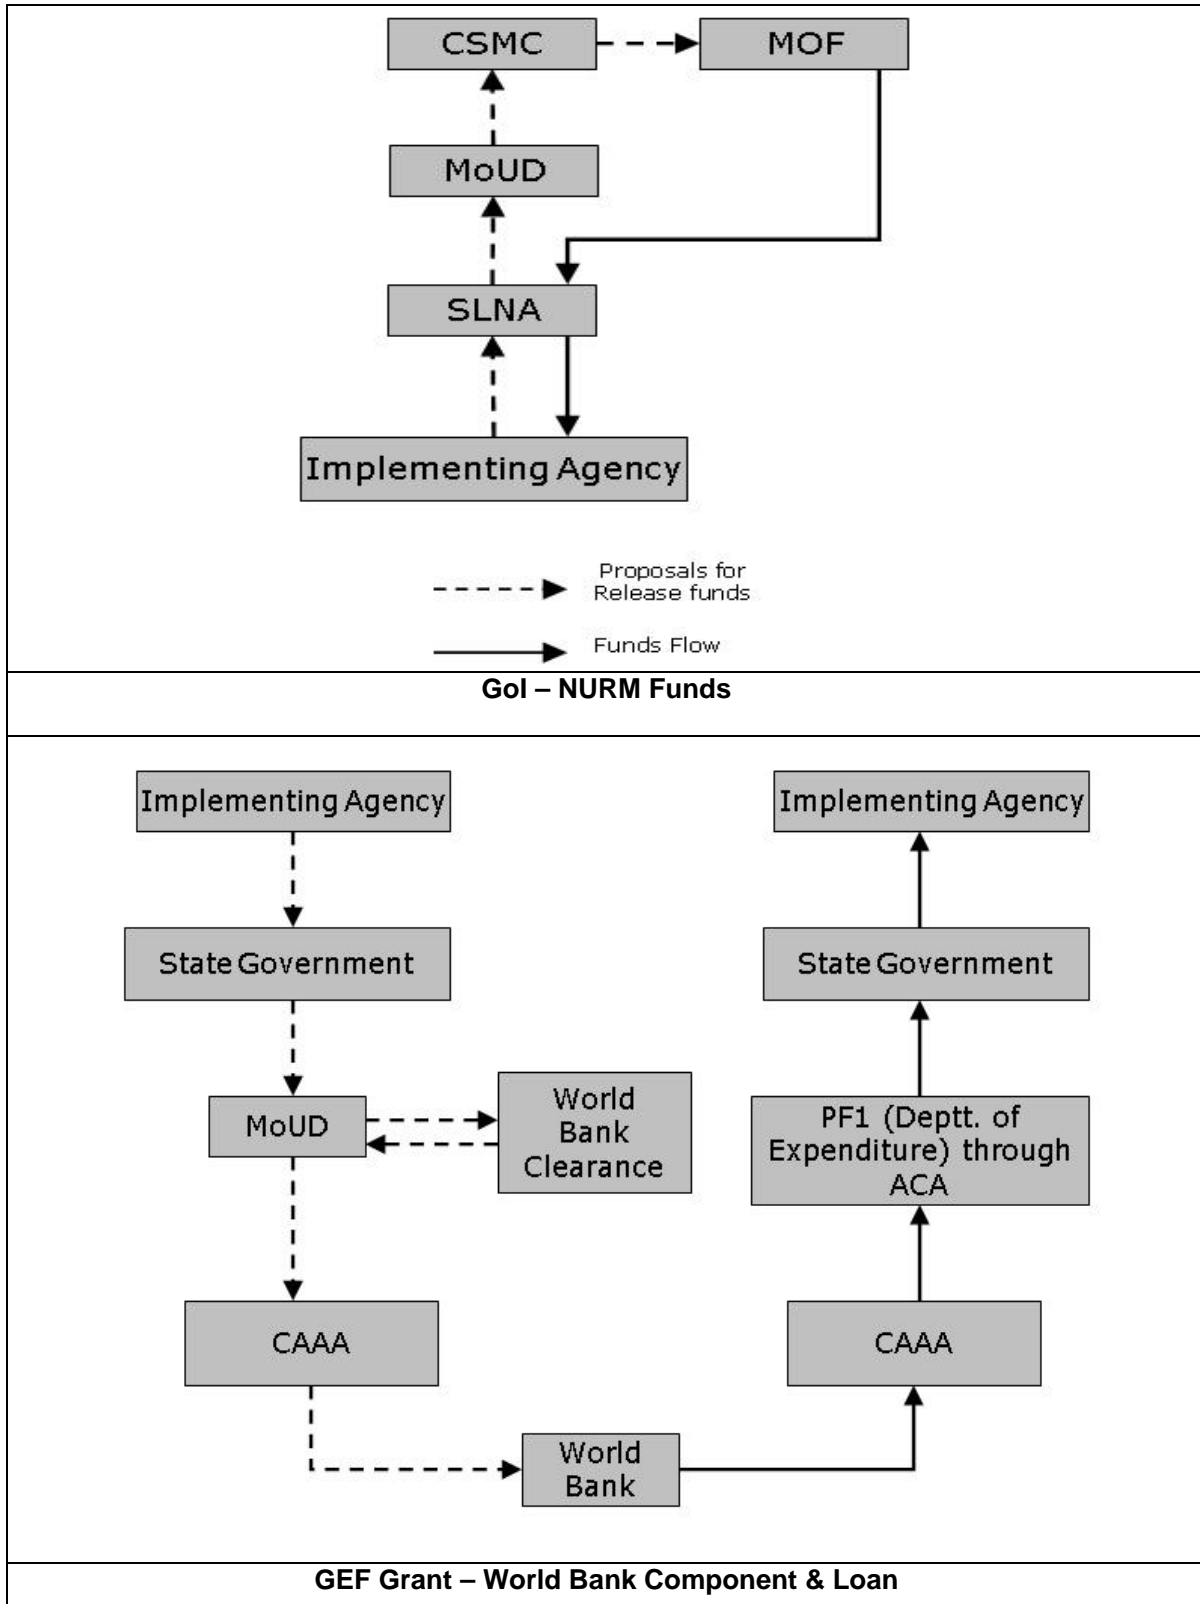 CSMC
MOF
MoUD
SLNA
Implementing Agency
Proposals for
Release funds
Funds Flow
GoI – NURM Funds
Implementing Agency
Implementing Agency
State Government
State Government
MoUD
World
Bank
Clearance
PF1 (Deptt. of
Expenditure) through
ACA
CAAA
CAAA
World
Bank
GEF Grant – World Bank Component & Loan